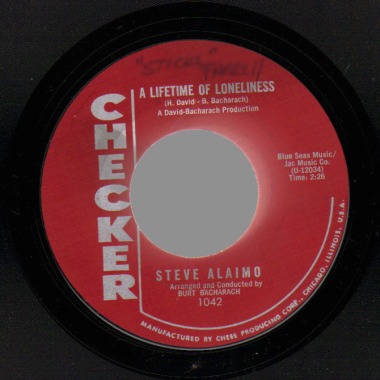 "STICKS"
A LIFETIME OF LONELINESS
(H. David - B. Bacharach)
A David-Bacharach Production
CHECKER
Blue Seas Music/
Jac Music Co.
(U-12034)
Time: 2:26
STEVE ALAIMO
Arranged and Conducted by
BURT BACHARACH
1042
MANUFACTURED BY CHESS PRODUCING CORP., CHICAGO, ILLINOIS, U.S.A.